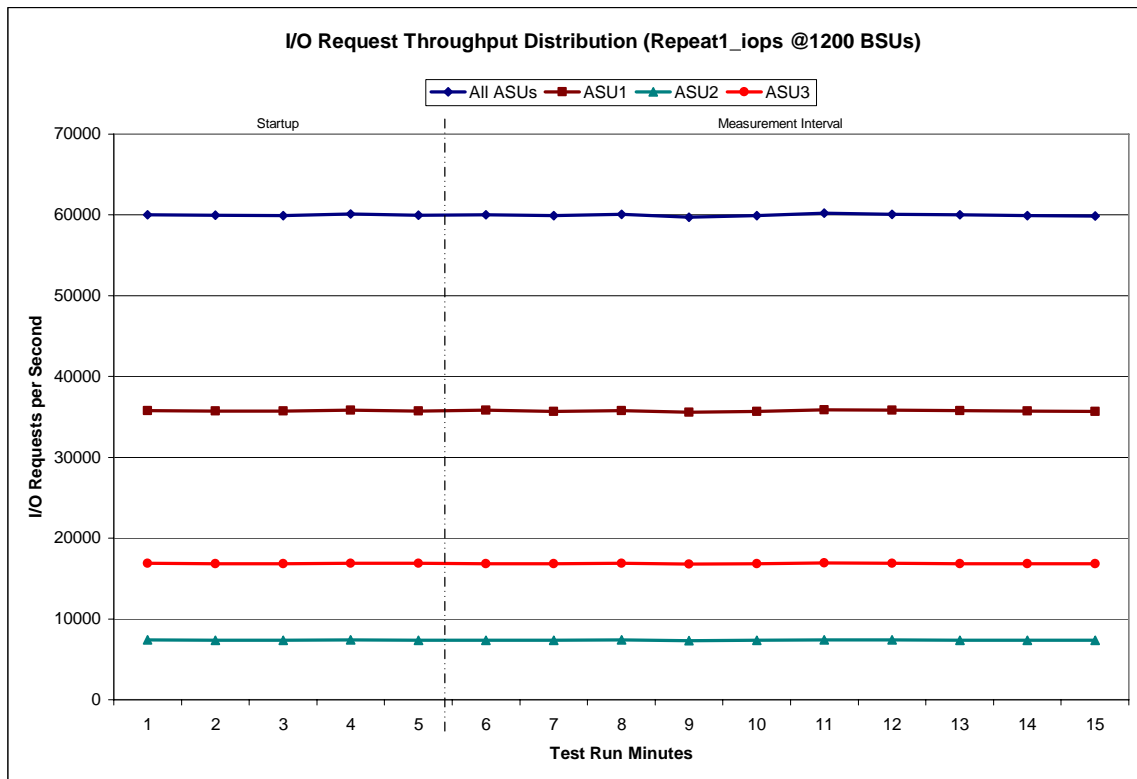 I/O Request Throughput Distribution (Repeat1_iops @1200 BSUs)
All ASUs ASU1 ASU2 ASU3
Startup Measurement Interval
70000
60000
50000
40000
30000
20000
10000
0
I/O Requests per Second
1 2 3 4 5 6 7 8 9 10 11 12 13 14 15
Test Run Minutes